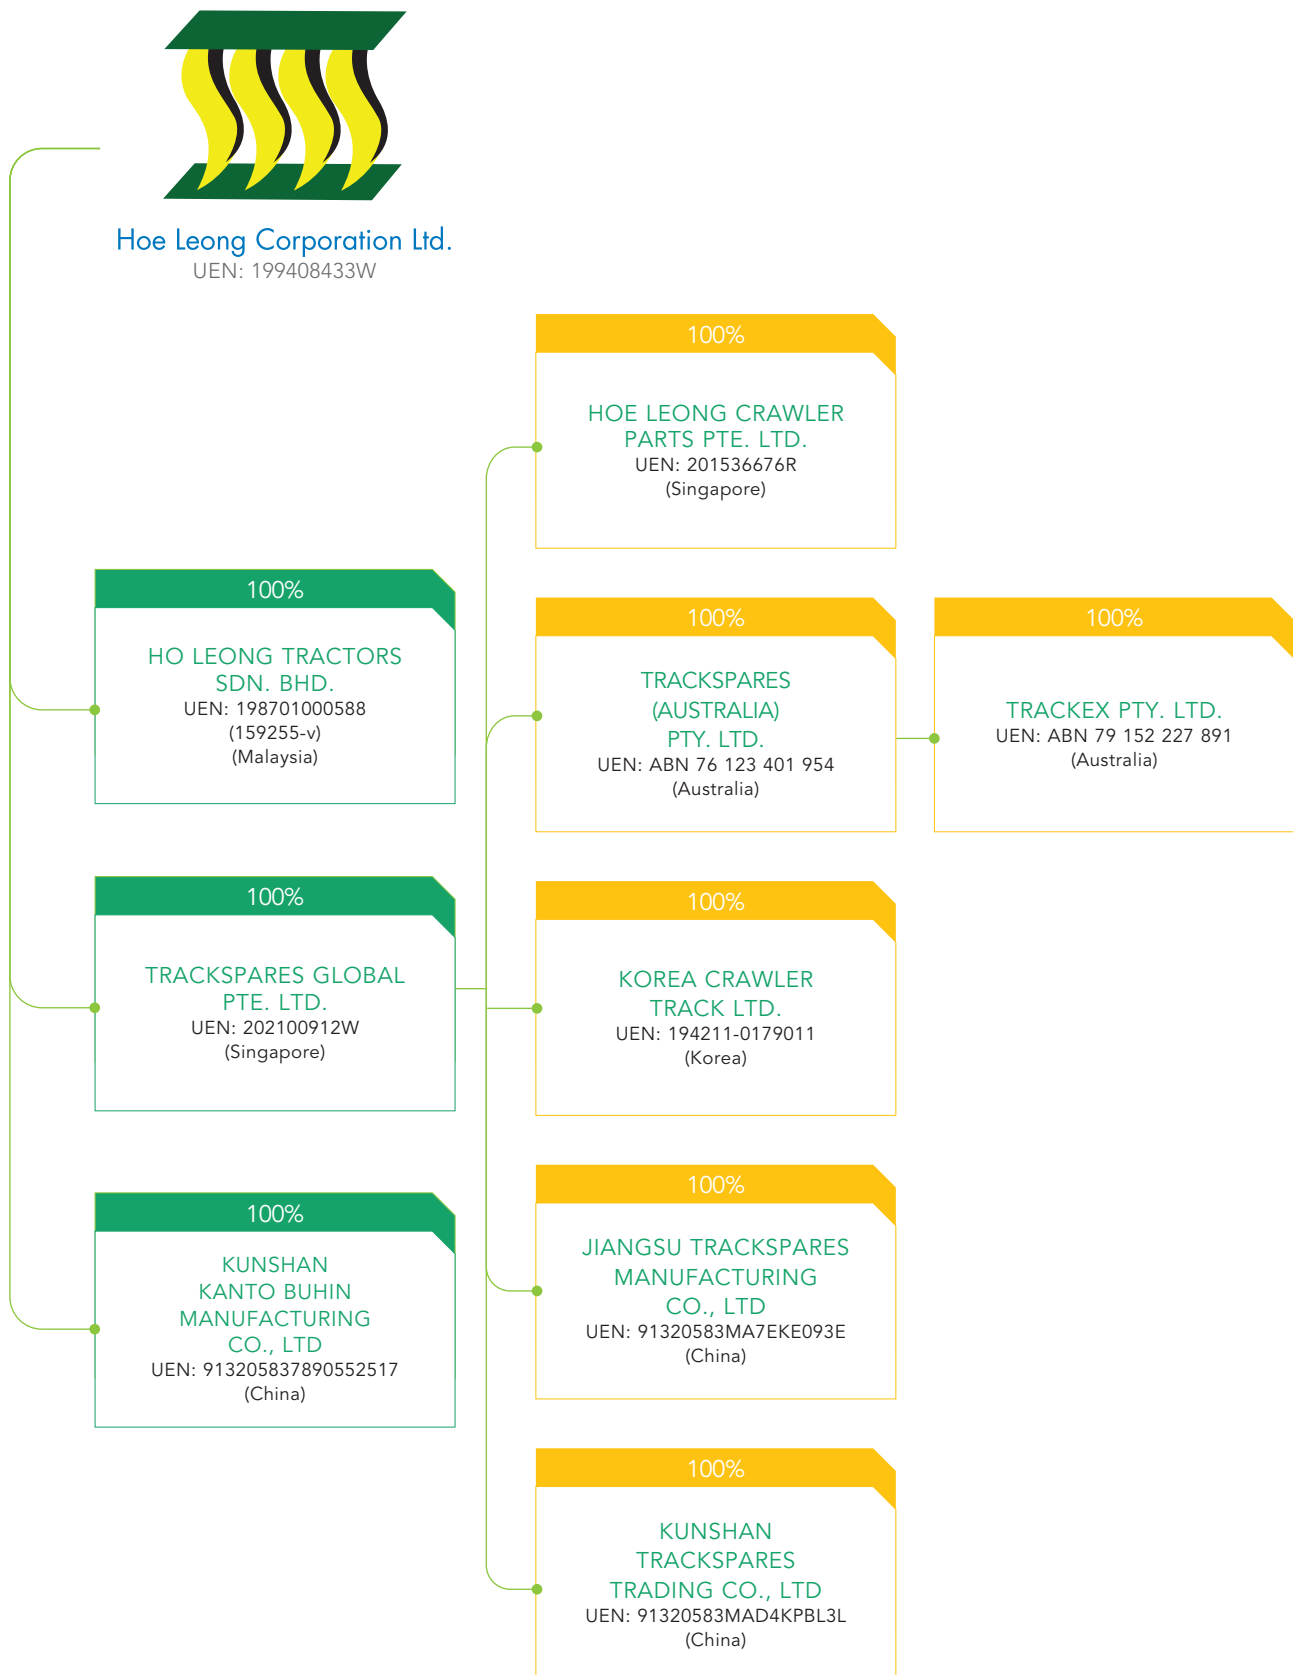 Hoe Leong Corporation Ltd.
UEN: 199408433W
100%
HO LEONG TRACTORS
SDN. BHD.
UEN: 198701000588
(159255-v)
(Malaysia)
100%
TRACKSPARES GLOBAL
PTE. LTD.
UEN: 202100912W
(Singapore)
100%
KUNSHAN
KANTO BUHIN
MANUFACTURING
CO., LTD
UEN: 913205837890552517
(China)
100%
HOE LEONG CRAWLER
PARTS PTE. LTD.
UEN: 201536676R
(Singapore)
100%
TRACKSPARES
(AUSTRALIA)
PTY. LTD.
UEN: ABN 76 123 401 954
(Australia)
100%
TRACKEX PTY. LTD.
UEN: ABN 79 152 227 891
(Australia)
100%
KOREA CRAWLER
TRACK LTD.
UEN: 194211-0179011
(Korea)
100%
JIANGSU TRACKSPARES
MANUFACTURING
CO., LTD
UEN: 91320583MA7EKE093E
(China)
100%
KUNSHAN
TRACKSPARES
TRADING CO., LTD
UEN: 91320583MAD4KPBL3L
(China)